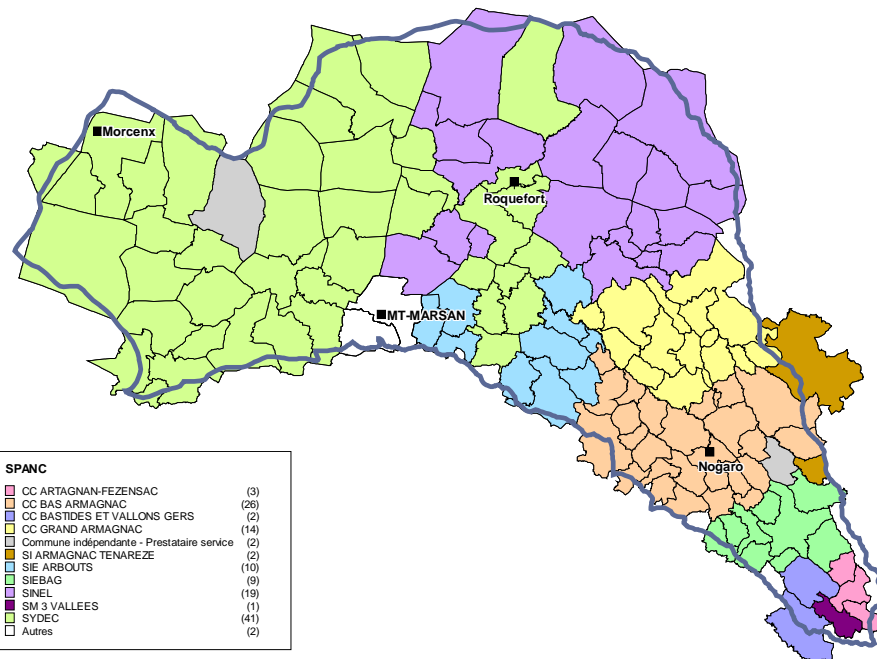 Morcenx
Roquefort
MT-MARSAN
Nogaro
SPANC
CC ARTAGNAN-FEZENSAC (3)
CC BAS ARMAGNAC (26)
CC BASTIDES ET VALLONS GERS (2)
CC GRAND ARMAGNAC (14)
Commune indépendante - Prestataire service (2)
SI ARMAGNAC TENAREZE (2)
SIE ARBOUTS (10)
SIEBAG (9)
SINEL (19)
SM 3 VALLEES (1)
SYDEC (41)
Autres (2)